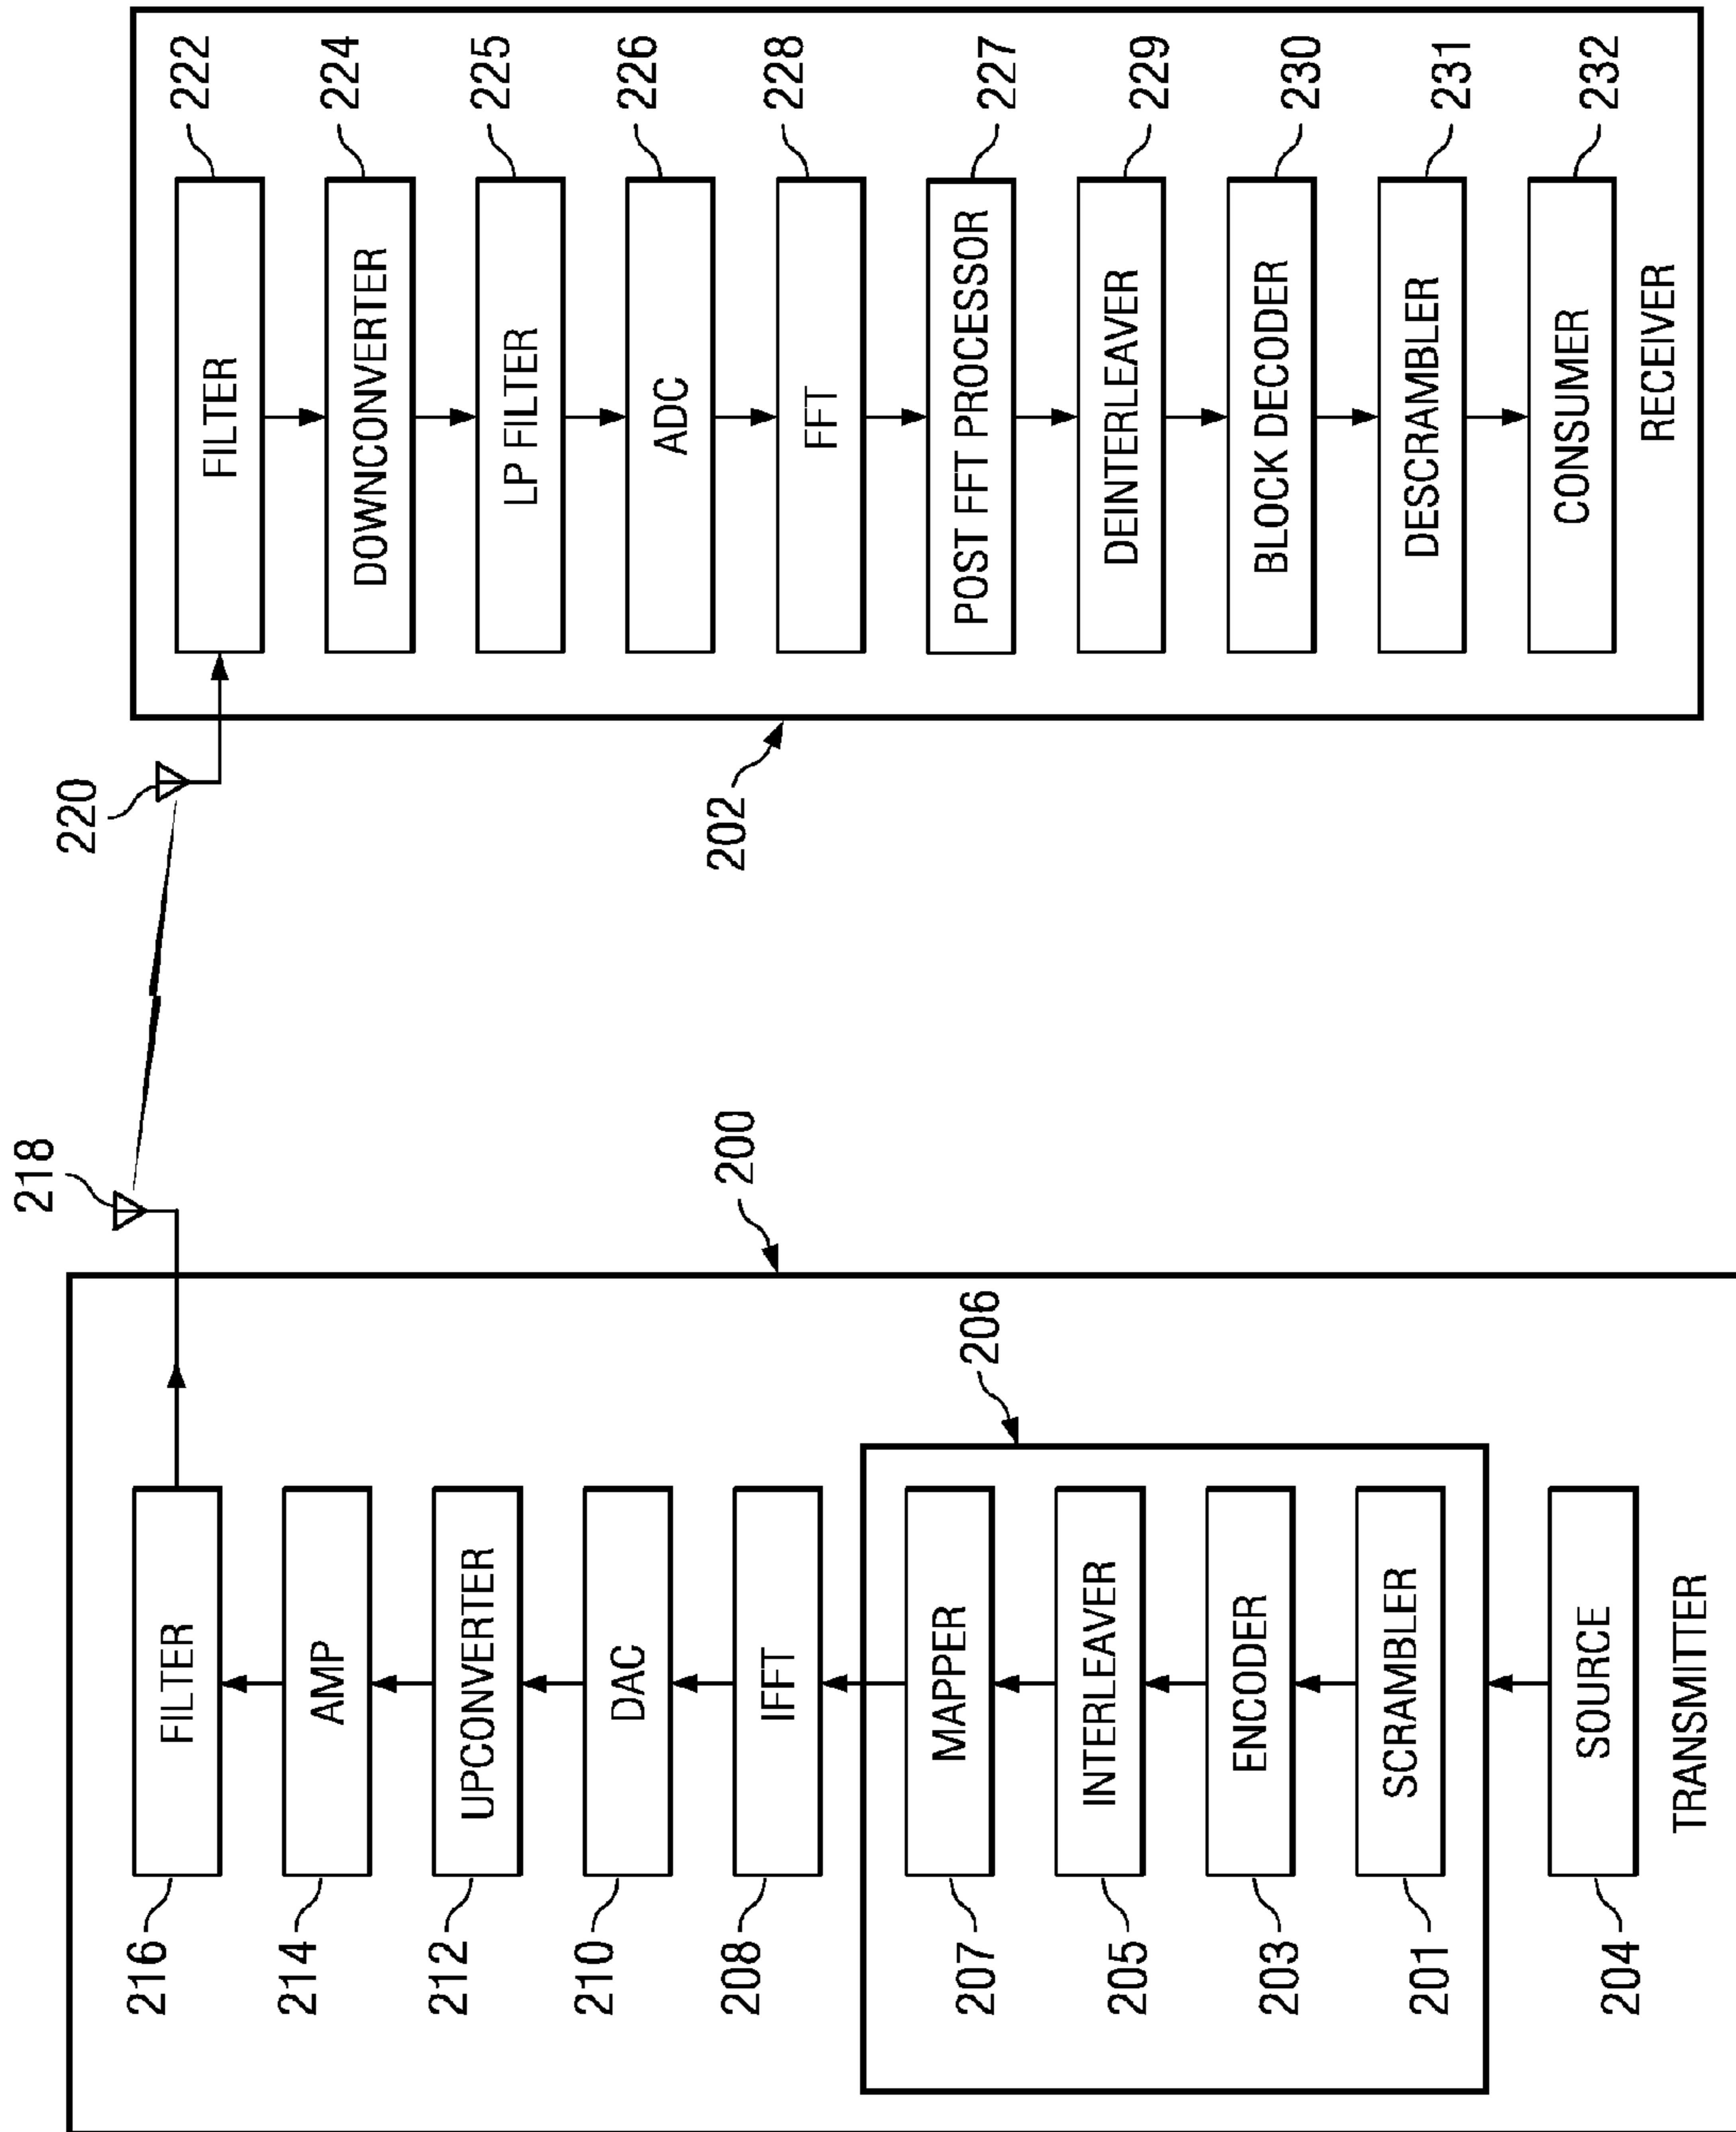 218
220
216
FILTER
214
AMP
212
UPCONVERTER
210
DAC
208
IFFT
206
207
MAPPER
205
INTERLEAVER
203
ENCODER
201
SCRAMBLER
204
SOURCE
TRANSMITTER
200
202
FILTER
222
DOWNCONVERTER
224
LP FILTER
225
ADC
226
FFT
228
POST FFT PROCESSOR
227
DEINTERLEAVER
229
BLOCK DECODER
230
DESCRAMBLER
231
CONSUMER
232
RECEIVER